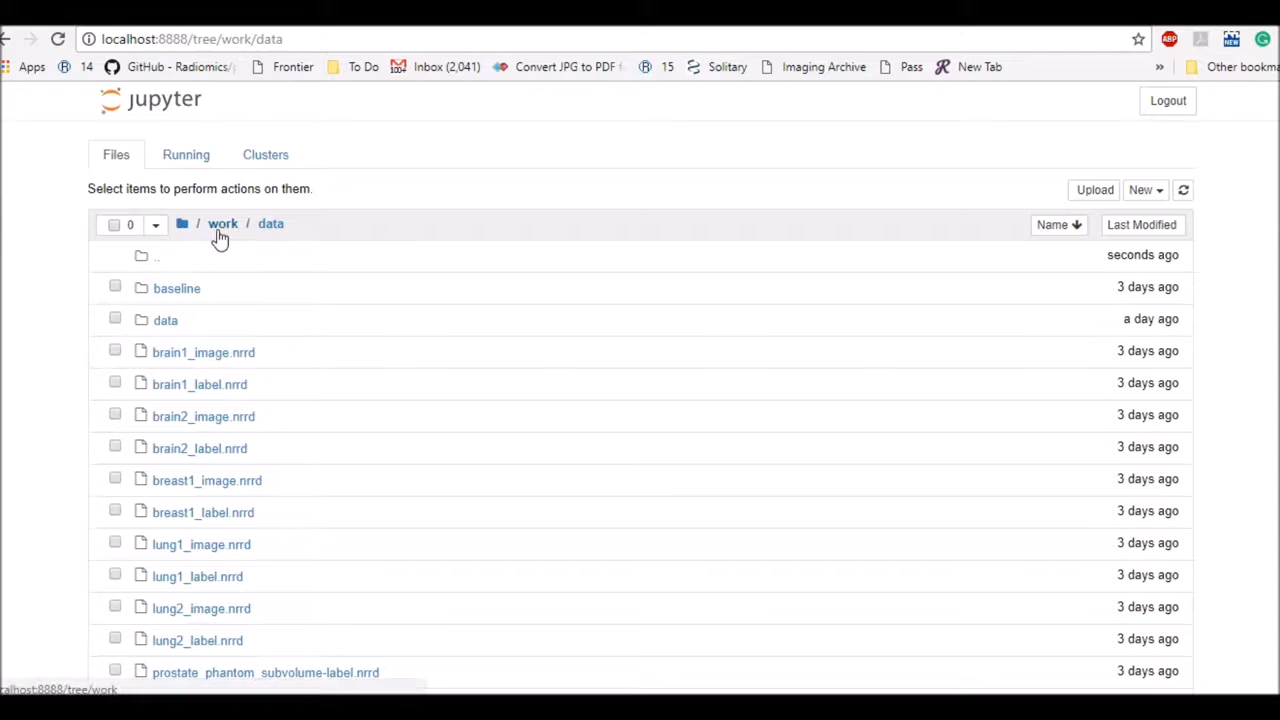 localhost:8888/tree/work/data
Apps 14 GitHub - Radiomics/ Frontier To Do Inbox (2,041) Convert JPG to PDF 15 Solitary Imaging Archive Pass New Tab » Other bookma
jupyter Logout
Files Running Clusters
Select items to perform actions on them. Upload New
0 / work / data Name Last Modified
.. seconds ago
baseline 3 days ago
data a day ago
brain1_image.nrrd 3 days ago
brain1_label.nrrd 3 days ago
brain2_image.nrrd 3 days ago
brain2_label.nrrd 3 days ago
breast1_image.nrrd 3 days ago
breast1_label.nrrd 3 days ago
lung1_image.nrrd 3 days ago
lung1_label.nrrd 3 days ago
lung2_image.nrrd 3 days ago
lung2_label.nrrd 3 days ago
prostate_phantom_subvolume-label.nrrd 3 days ago
calhost:8888/tree/work